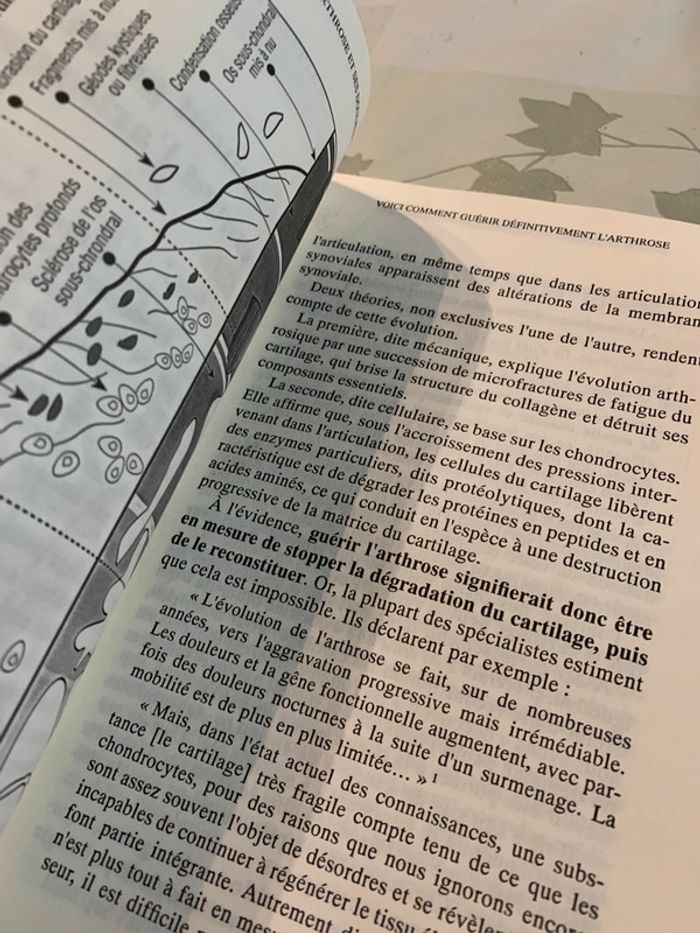 ARTHROSE ET SES
du cartilage
Fragments mis à nu
Géodes kystiques
ou fibreuses
Condensation osseuse
Os sous-chondral
mis à nu
des
profonds
Sclérose de l'os
sous-chrondral
VOICI COMMENT GUÉRIR DÉFINITIVEMENT L'ARTHROSE
l'articulation, en même temps que dans les articulation
synoviales apparaissent des altérations de la membran
synoviale.
Deux théories, non exclusives l'une de l'autre, rendent
compte de cette évolution.
La première, dite mécanique, explique l'évolution arth-
rosique par une succession de microfractures de fatigue du
cartilage, qui brise la structure du collagène et détruit ses
composants essentiels.
La seconde, dite cellulaire, se base sur les chondrocytes.
Elle affirme que, sous l'accroissement des pressions inter-
venant dans l'articulation, les cellules du cartilage libèrent
des enzymes particuliers, dits protéolytiques, dont la ca-
ractéristique est de dégrader les protéines en peptides et en
acides aminés, ce qui conduit en l'espèce à une destruction
progressive de la matrice du cartilage.
À l'évidence, guérir l'arthrose signifierait donc être
en mesure de stopper la dégradation du cartilage, puis
de le reconstituer. Or, la plupart des spécialistes estiment
que cela est impossible. Ils déclarent par exemple :
« L'évolution de l'arthrose se fait, sur de nombreuses
années, vers l'aggravation progressive mais irrémédiable.
Les douleurs et la gêne fonctionnelle augmentent, avec par-
fois des douleurs nocturnes à la suite d'un surmenage. La
mobilité est de plus en plus limitée... » 1
« Mais, dans l'état actuel des connaissances, une subs-
tance [le cartilage] très fragile compte tenu de ce que les
chondrocytes, pour des raisons que nous ignorons encore
sont assez souvent l'objet de désordres et se révèlen
incapables de continuer à régénérer le tissu
font partie intégrante. Autrement
n'est plus tout à fait en mes
seur, il est difficile